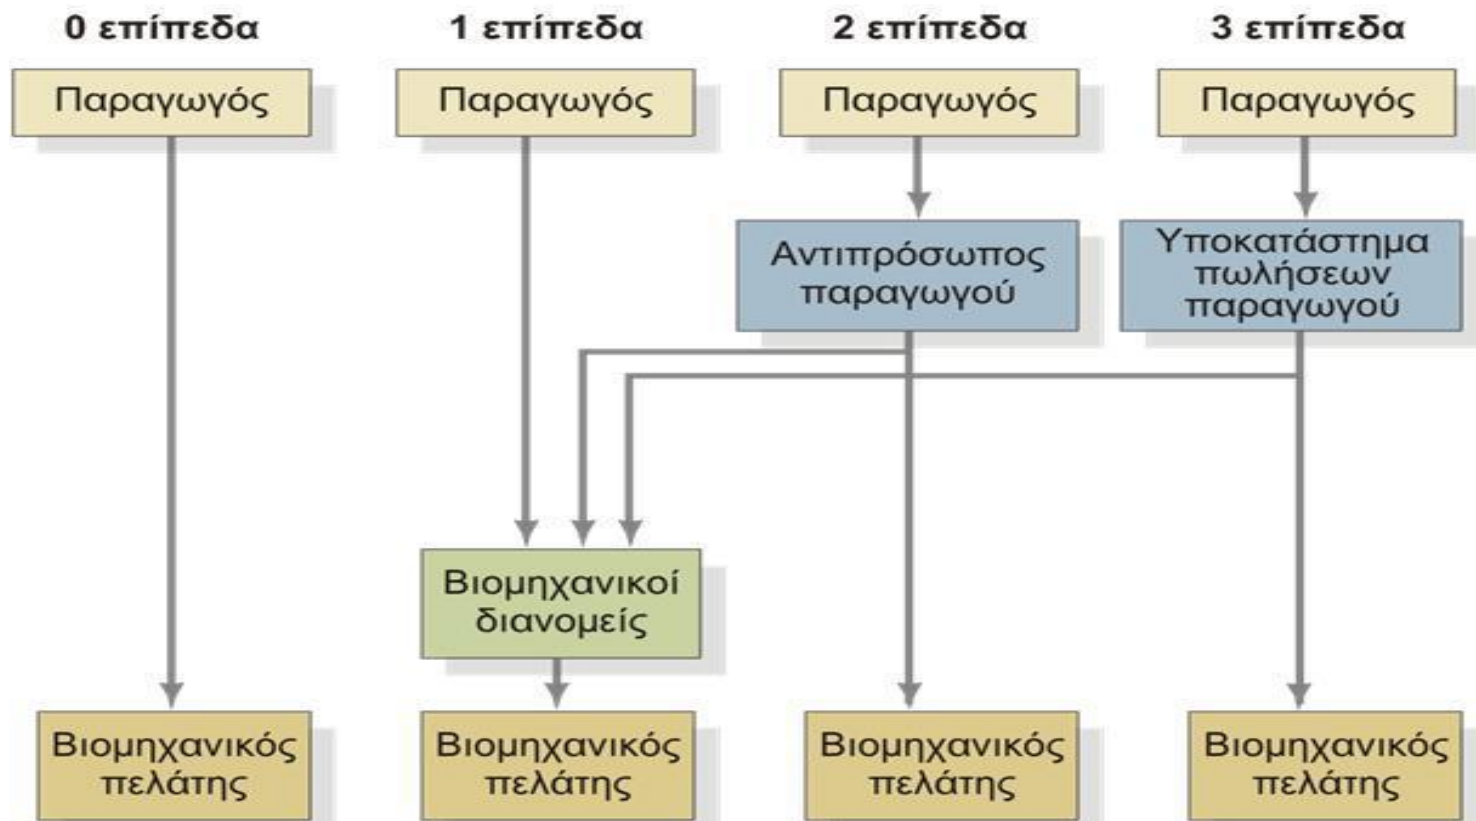 0 επίπεδα
1 επίπεδα
2 επίπεδα
3 επίπεδα
Παραγωγός
Παραγωγός
Παραγωγός
Παραγωγός
Αντιπρόσωπος
παραγωγού
Υποκατάστημα
πωλήσεων
παραγωγού
Βιομηχανικοί
διανομείς
Βιομηχανικός
πελάτης
Βιομηχανικός
πελάτης
Βιομηχανικός
πελάτης
Βιομηχανικός
πελάτης